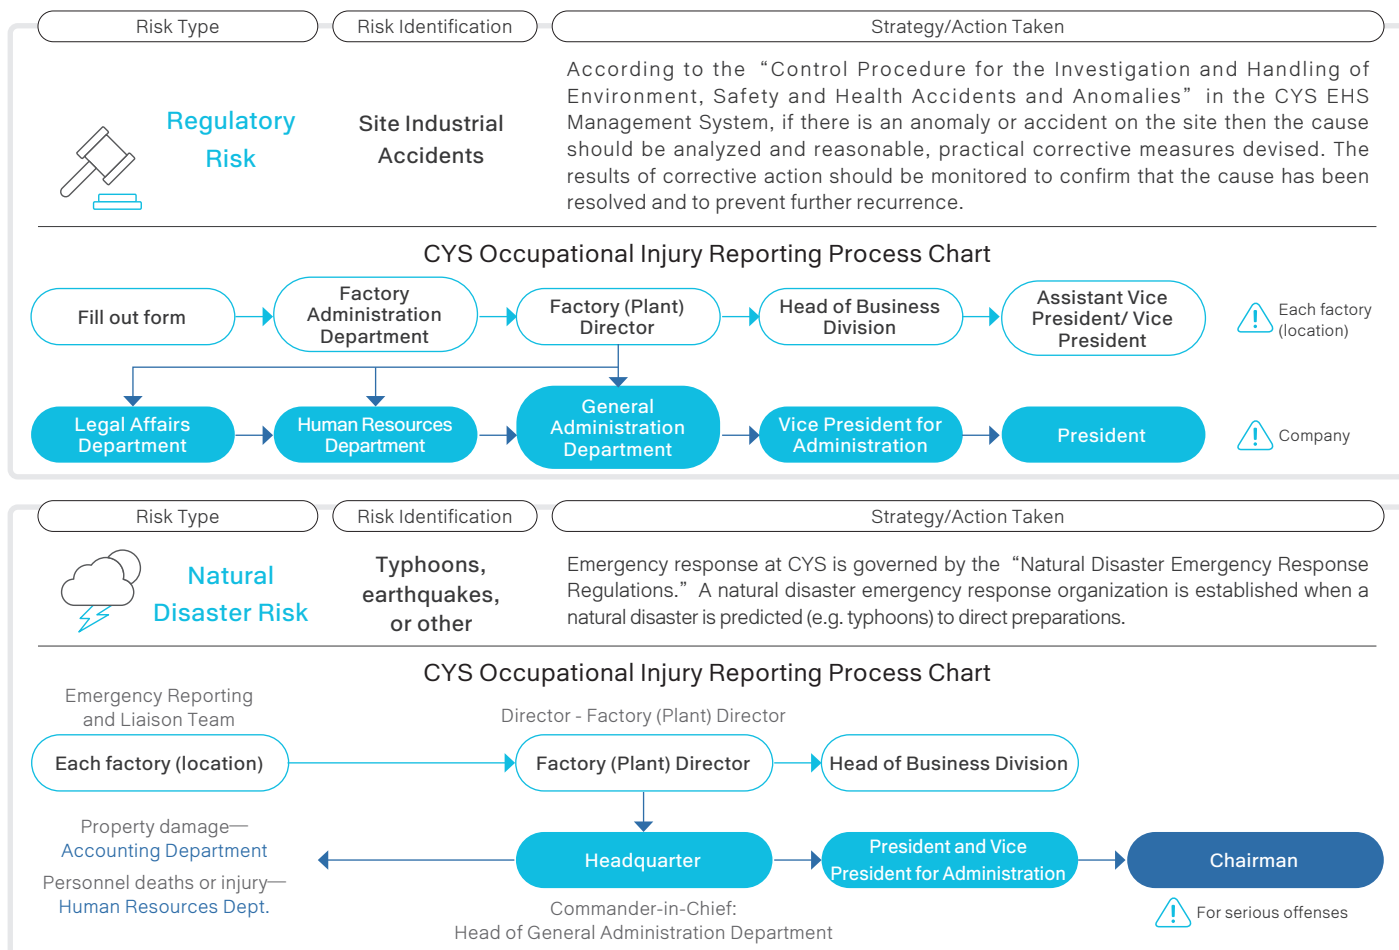 Risk Type
Risk Identification
Strategy/Action Taken
Regulatory
Risk
Site Industrial
Accidents
According to the “Control Procedure for the Investigation and Handling of
Environment, Safety and Health Accidents and Anomalies” in the CYS EHS
Management System, if there is an anomaly or accident on the site then the cause
should be analyzed and reasonable, practical corrective measures devised. The
results of corrective action should be monitored to confirm that the cause has been
resolved and to prevent further recurrence.
CYS Occupational Injury Reporting Process Chart
Fill out form
Factory
Administration
Department
Factory (Plant)
Director
Head of Business
Division
Assistant Vice
President/ Vice
President
Each factory
(location)
Legal Affairs
Department
Human Resources
Department
General
Administration
Department
Vice President for
Administration
President
Company
Risk Type
Risk Identification
Strategy/Action Taken
Natural
Disaster Risk
Typhoons,
earthquakes,
or other
Emergency response at CYS is governed by the “Natural Disaster Emergency Response
Regulations.” A natural disaster emergency response organization is established when a
natural disaster is predicted (e.g. typhoons) to direct preparations.
CYS Occupational Injury Reporting Process Chart
Emergency Reporting
and Liaison Team
Director - Factory (Plant) Director
Each factory (location)
Factory (Plant) Director
Head of Business Division
Property damage—
Accounting Department
Personnel deaths or injury—
Human Resources Dept.
Headquarter
President and Vice
President for Administration
Chairman
Commander-in-Chief:
Head of General Administration Department
For serious offenses